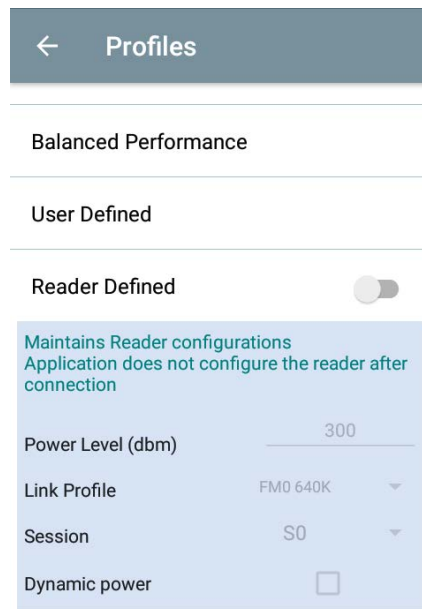 Profiles
Balanced Performance
User Defined
Reader Defined
Maintains Reader configurations
Application does not configure the reader after
connection
Power Level (dbm) 300
Link Profile FM0 640K
Session S0
Dynamic power